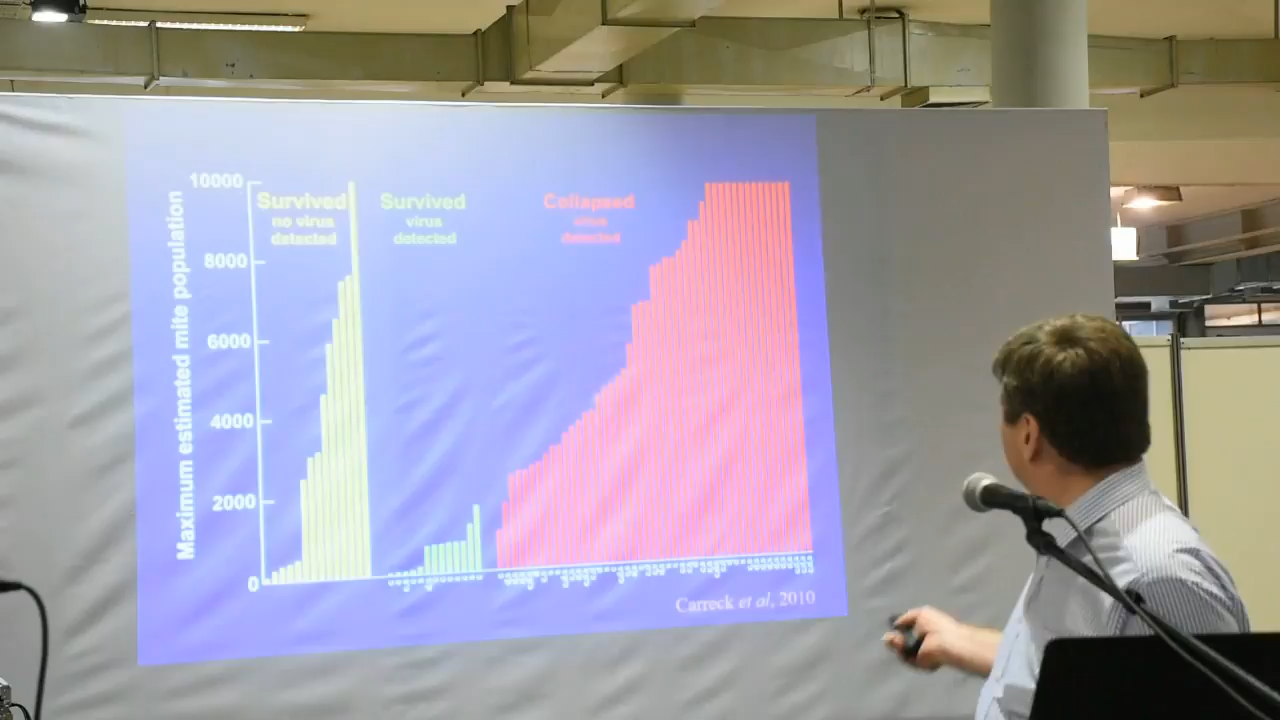 Maximum estimated mite population
10000
8000
6000
4000
2000
0
Survived
no virus
detected
Survived
virus
detected
Collapsed
virus
detected
Carreck et al, 2010